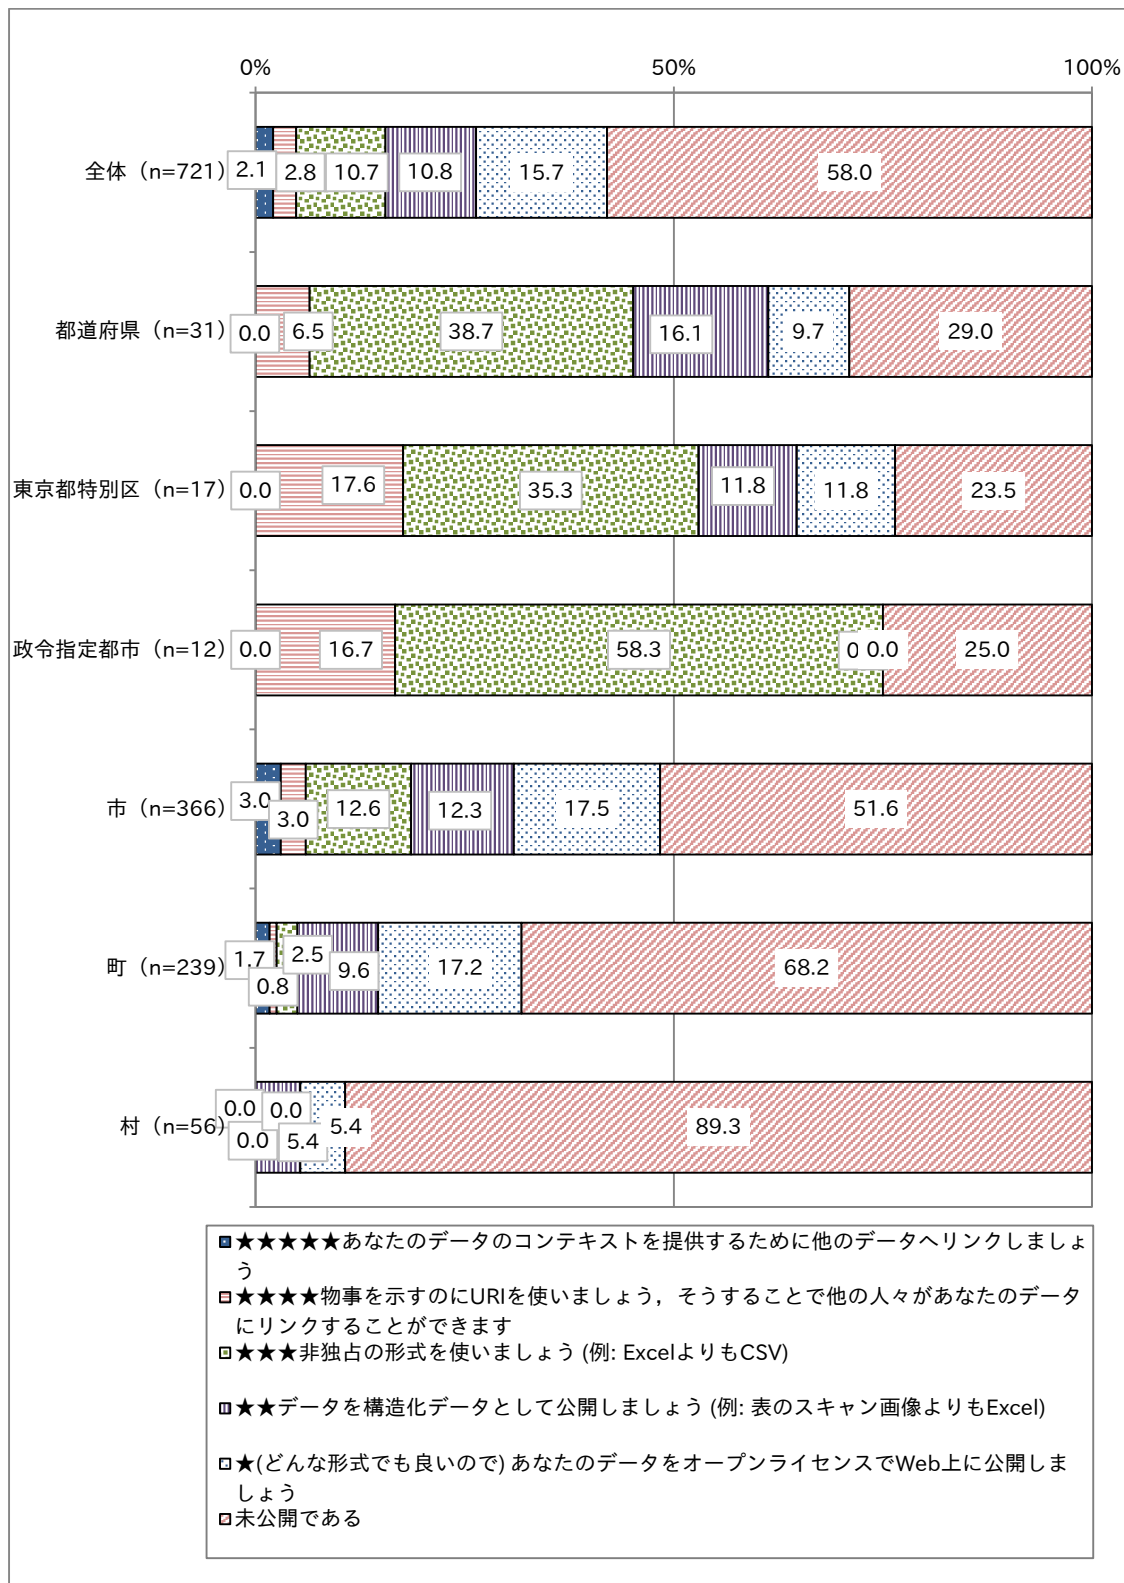 0%
50%
100%
全体（n=721）
2.1
2.8
10.7
10.8
15.7
58.0
都道府県（n=31）
0.0
6.5
38.7
16.1
9.7
29.0
東京都特別区（n=17）
0.0
17.6
35.3
11.8
11.8
23.5
政令指定都市（n=12）
0.0
16.7
58.3
0.0
25.0
市（n=366）
3.0
3.0
12.6
12.3
17.5
51.6
町（n=239）
1.7
0.8
2.5
9.6
17.2
68.2
村（n=56）
0.0
0.0
0.0
5.4
5.4
89.3
★★★★★あなたのデータのコンテキストを提供するために他のデータへリンクしましょ
う
★★★★物事を示すのにURIを使いましょう，そうすることで他の人々があなたのデータ
にリンクすることができます
★★★非独占の形式を使いましょう (例: ExcelよりもCSV)
★★データを構造化データとして公開しましょう (例: 表のスキャン画像よりもExcel)
★(どんな形式でも良いので) あなたのデータをオープンライセンスでWeb上に公開しま
しょう
未公開である